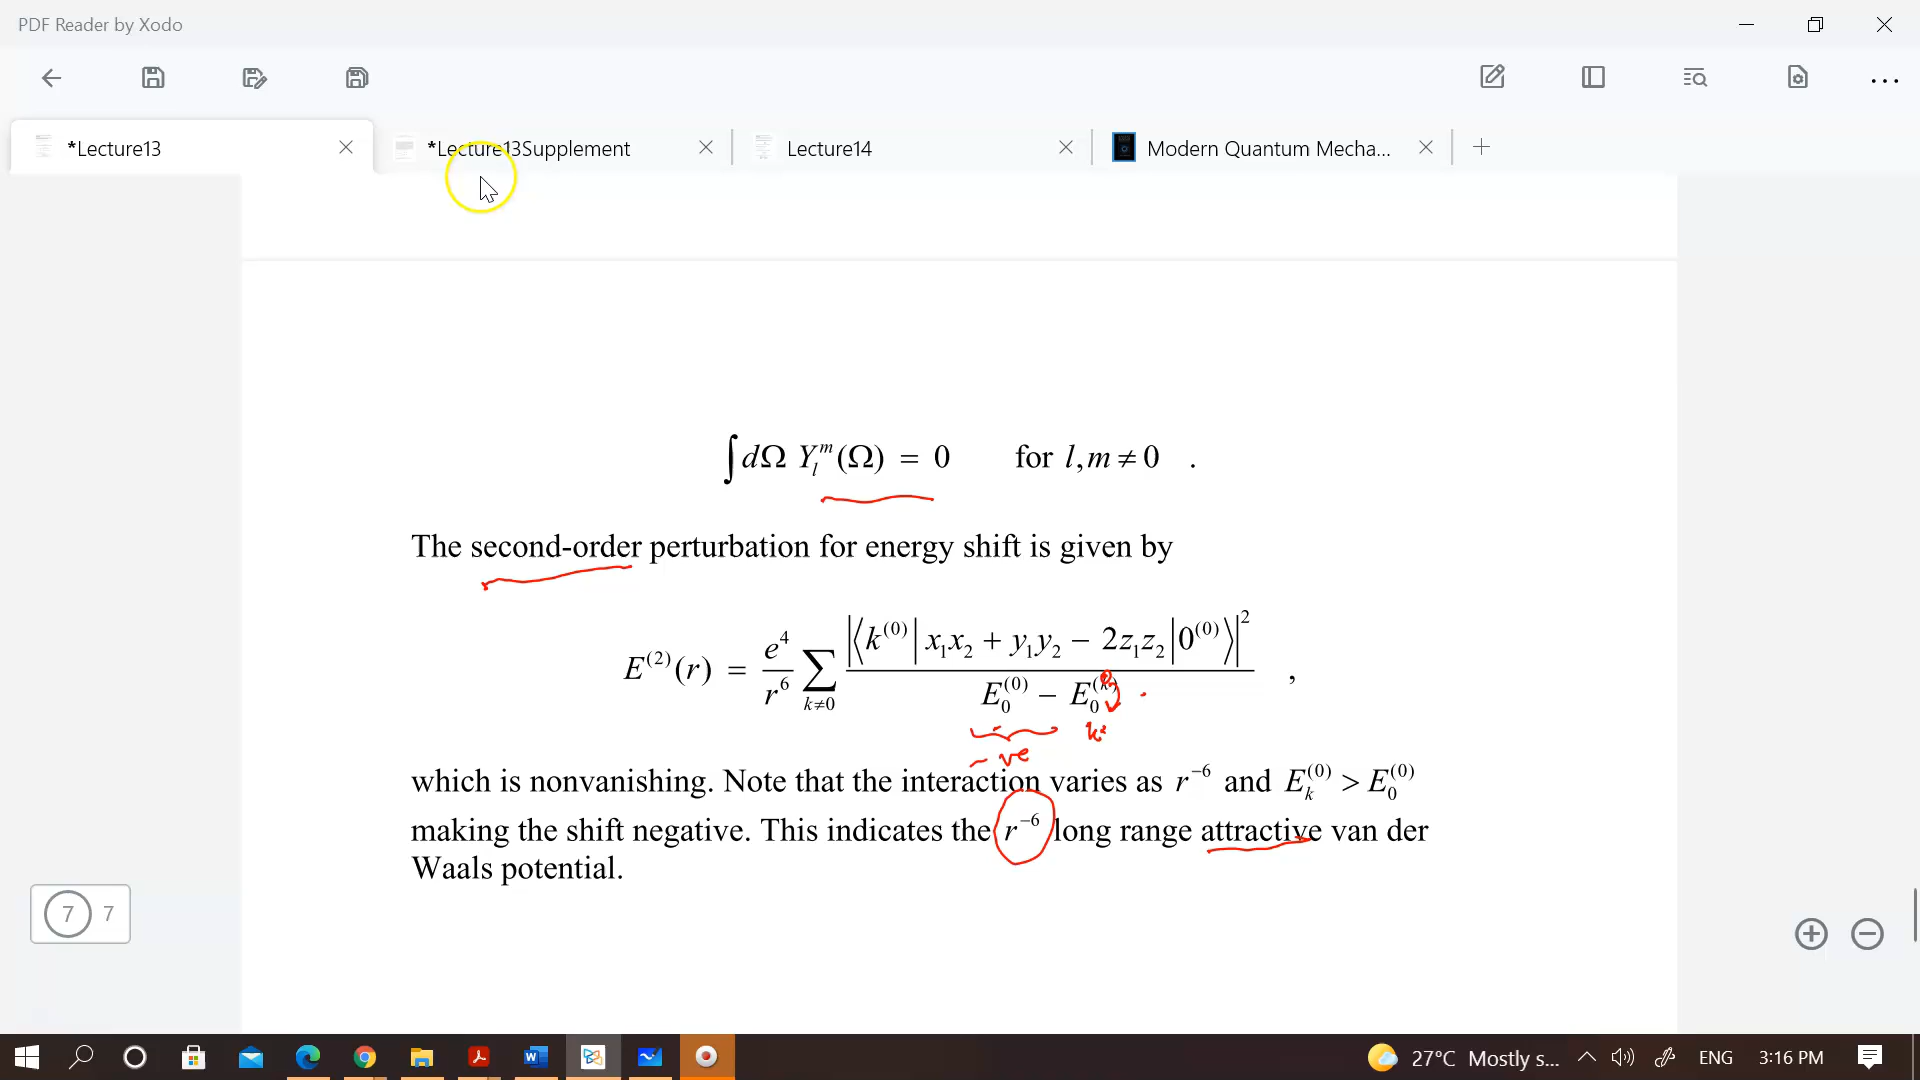 PDF Reader by Xodo
*Lecture13
*Lecture13Supplement
Lecture14
Modern Quantum Mecha...
∫dΩ Y_l^m(Ω) = 0 for l,m ≠ 0 .
The second-order perturbation for energy shift is given by
E^(2)(r) = e^4/r^6 ∑_{k≠0} |⟨k^(0)| x_1x_2 + y_1y_2 − 2z_1z_2 |0^(0)⟩|^2 / E_0^(0) − E_0^(k) ,
− ve
which is nonvanishing. Note that the interaction varies as r^−6 and E_k^(0) > E_0^(0)
making the shift negative. This indicates the r^−6 long range attractive van der
Waals potential.
7 7
27°C Mostly s...
ENG
3:16 PM